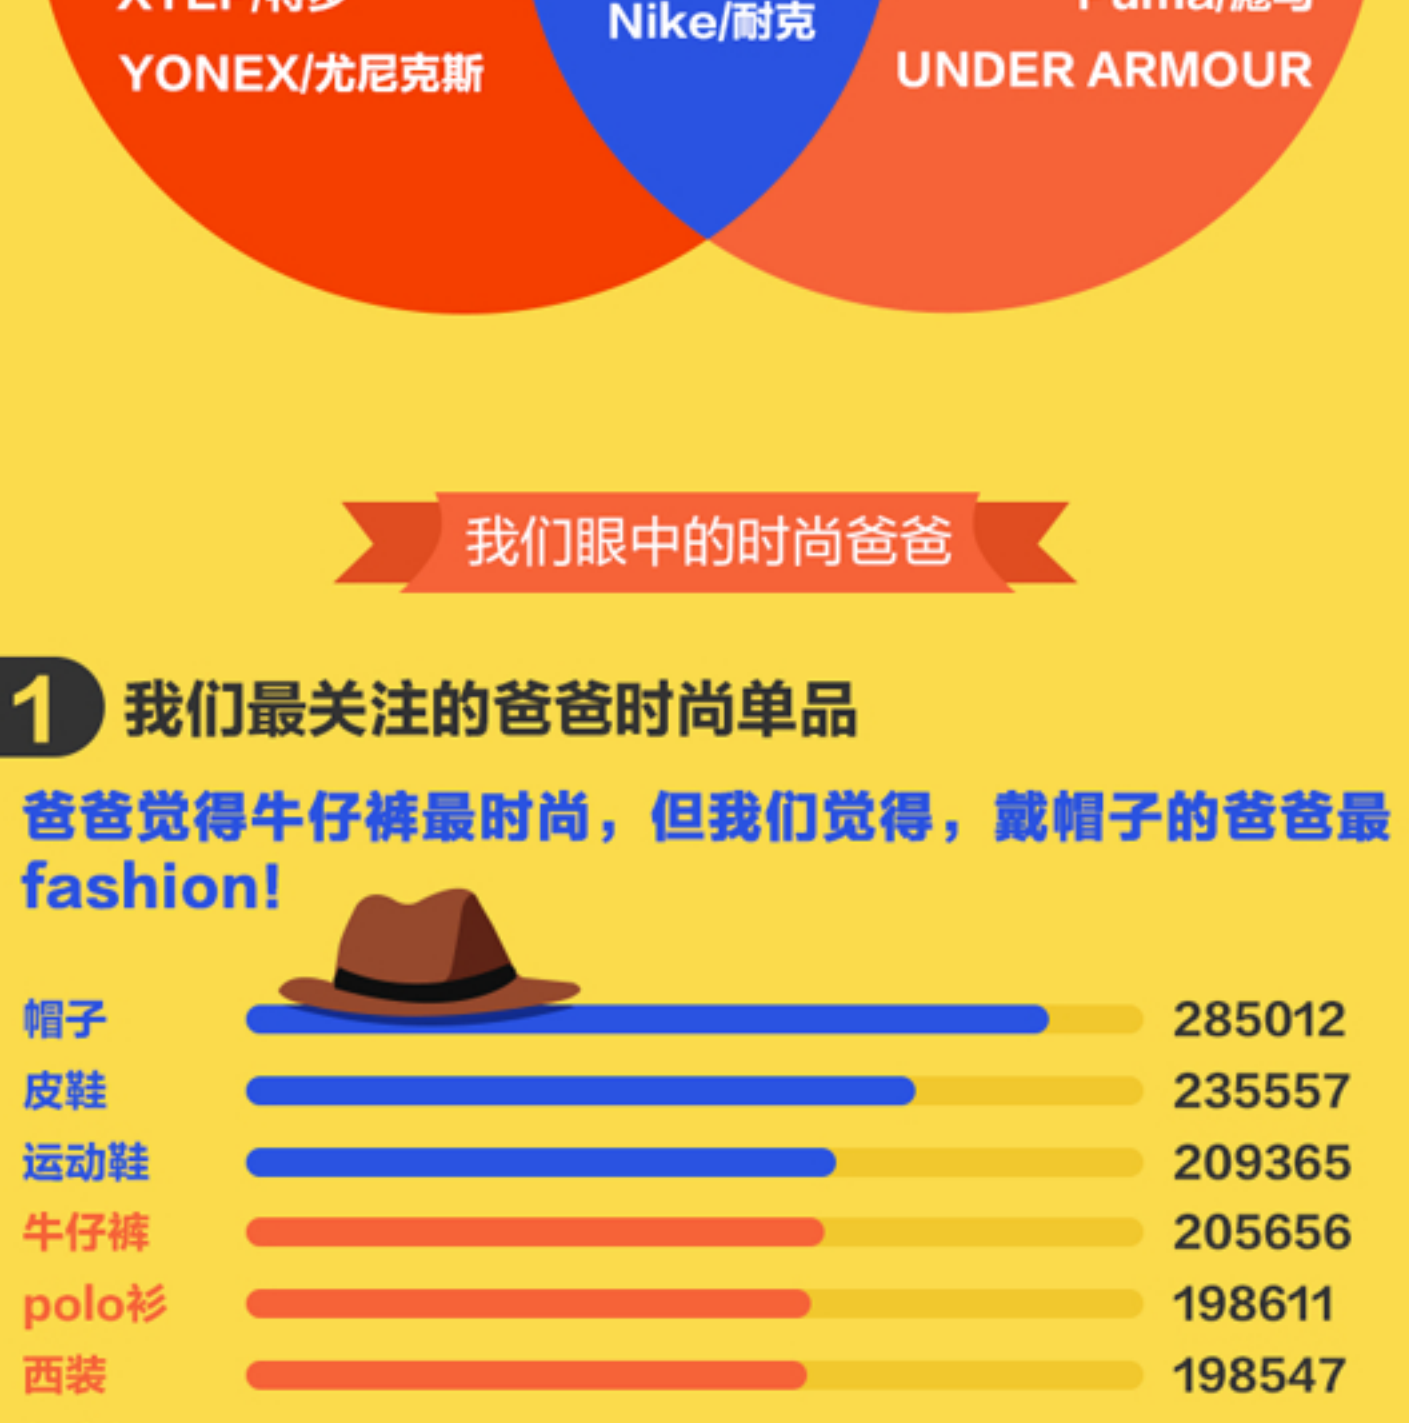 Nike/耐克
YONEX/尤尼克斯
UNDER ARMOUR
我们眼中的时尚爸爸
1 我们最关注的爸爸时尚单品
爸爸觉得牛仔裤最时尚，但我们觉得，戴帽子的爸爸最
fashion!
帽子 285012
皮鞋 235557
运动鞋 209365
牛仔裤 205656
polo衫 198611
西装 198547